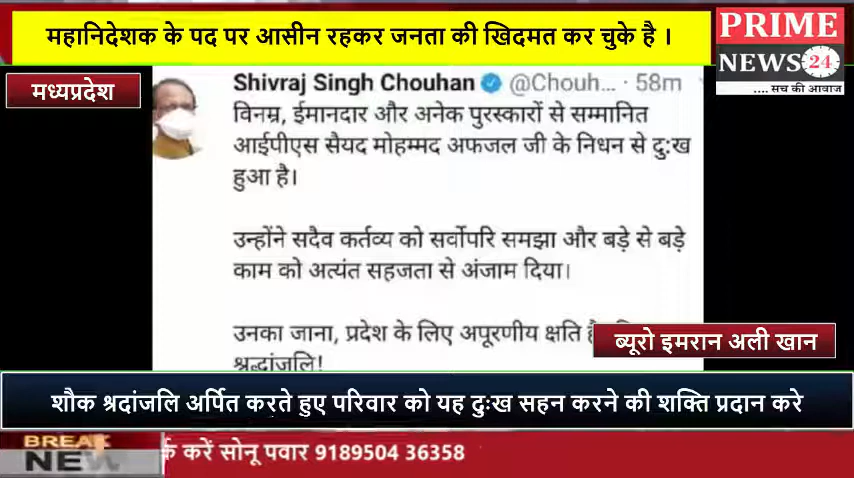 महानिदेशक के पद पर आसीन रहकर जनता की खिदमत कर चुके है ।
PRIME
NEWS 24
.... सच की आवाज
मध्यप्रदेश
Shivraj Singh Chouhan @Chouh... · 58m
विनम्र, ईमानदार और अनेक पुरस्कारों से सम्मानित
आईपीएस सैयद मोहम्मद अफजल जी के निधन से दु:ख
हुआ है।
उन्होंने सदैव कर्तव्य को सर्वोपरि समझा और बड़े से बड़े
काम को अत्यंत सहजता से अंजाम दिया।
उनका जाना, प्रदेश के लिए अपूरणीय क्षति
श्रद्धांजलि!
ब्यूरो इमरान अली खान
शौक श्रदांजलि अर्पित करते हुए परिवार को यह दुःख सहन करने की शक्ति प्रदान करे
BREAK
NEW
करें सोनू पवार 9189504 36358